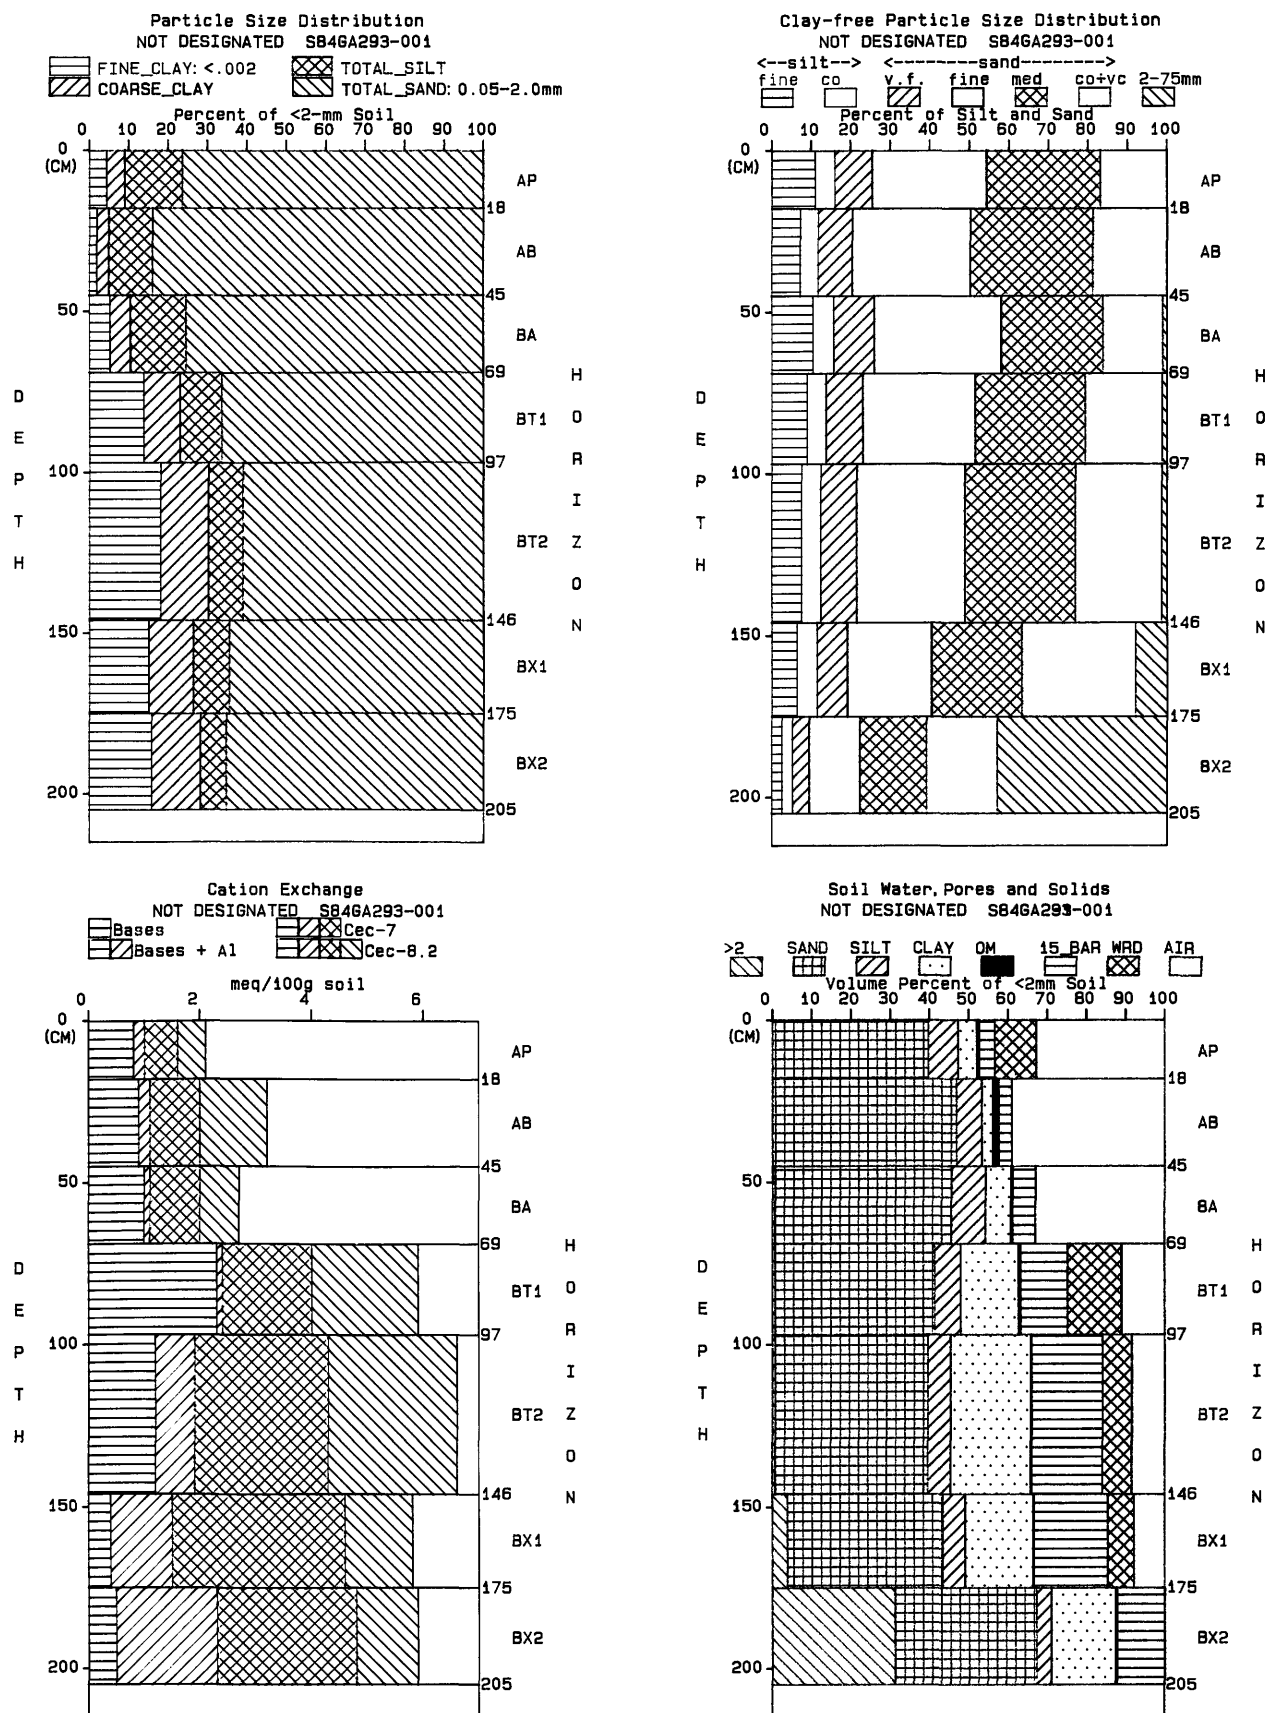 Particle Size Distribution
NOT DESIGNATED S84GA293-001
FINE_CLAY: <.002 TOTAL_SILT
COARSE_CLAY TOTAL_SAND: 0.05-2.0mm
Percent of <2-mm Soil
0 10 20 30 40 50 60 70 80 90 100
0
(CM)
AP
18
AB
45
50
BA
69
BT1
97
100
BT2
146
150
BX1
175
BX2
200
205
DEPTH
HORIZON
Clay-free Particle Size Distribution
NOT DESIGNATED S84GA293-001
<--silt--> <--------sand-------->
fine co v.f. fine med co+vc 2-75mm
Percent of Silt and Sand
0 10 20 30 40 50 60 70 80 90 100
0
(CM)
AP
18
AB
45
50
BA
69
BT1
97
100
BT2
146
150
BX1
175
BX2
200
205
DEPTH
HORIZON
Cation Exchange
NOT DESIGNATED S84GA293-001
Bases Cec-7
Bases + Al Cec-8.2
meq/100g soil
0 2 4 6
0
(CM)
AP
18
AB
45
50
BA
69
BT1
97
100
BT2
146
150
BX1
175
BX2
200
205
DEPTH
HORIZON
Soil Water, Pores and Solids
NOT DESIGNATED S84GA293-001
>2 SAND SILT CLAY OM 15_BAR WRD AIR
Volume Percent of <2mm Soil
0 10 20 30 40 50 60 70 80 90 100
0
(CM)
AP
18
AB
45
50
BA
69
BT1
97
100
BT2
146
150
BX1
175
BX2
200
205
DEPTH
HORIZON